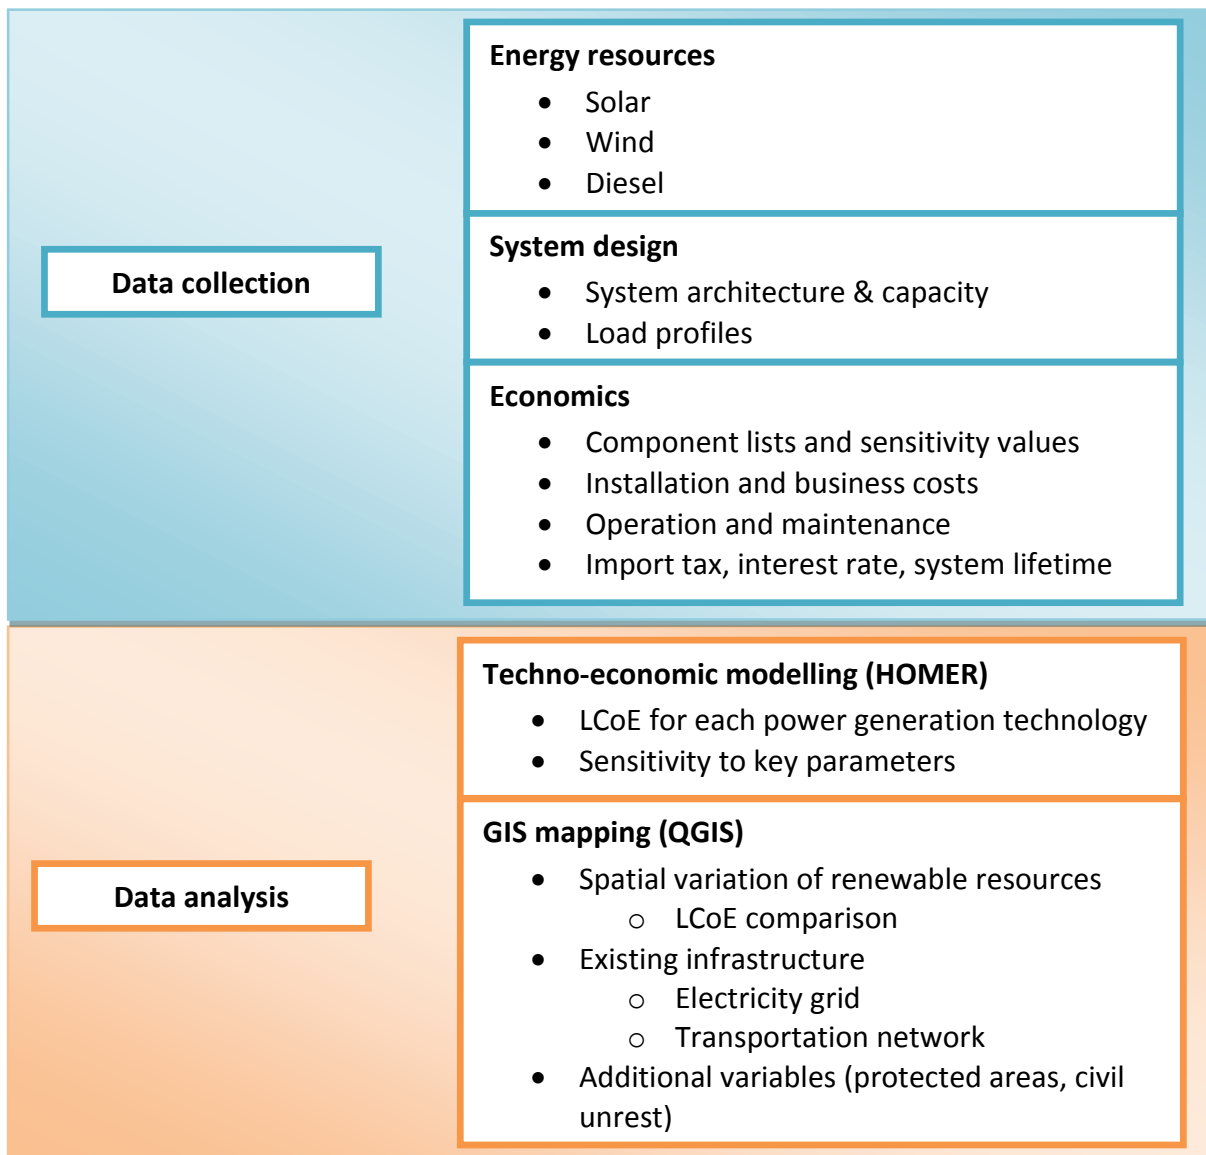 Energy resources
• Solar
• Wind
• Diesel
System design
• System architecture & capacity
• Load profiles
Data collection
Economics
• Component lists and sensitivity values
• Installation and business costs
• Operation and maintenance
• Import tax, interest rate, system lifetime
Techno-economic modelling (HOMER)
• LCoE for each power generation technology
• Sensitivity to key parameters
GIS mapping (QGIS)
• Spatial variation of renewable resources
o LCoE comparison
• Existing infrastructure
o Electricity grid
o Transportation network
• Additional variables (protected areas, civil
unrest)
Data analysis